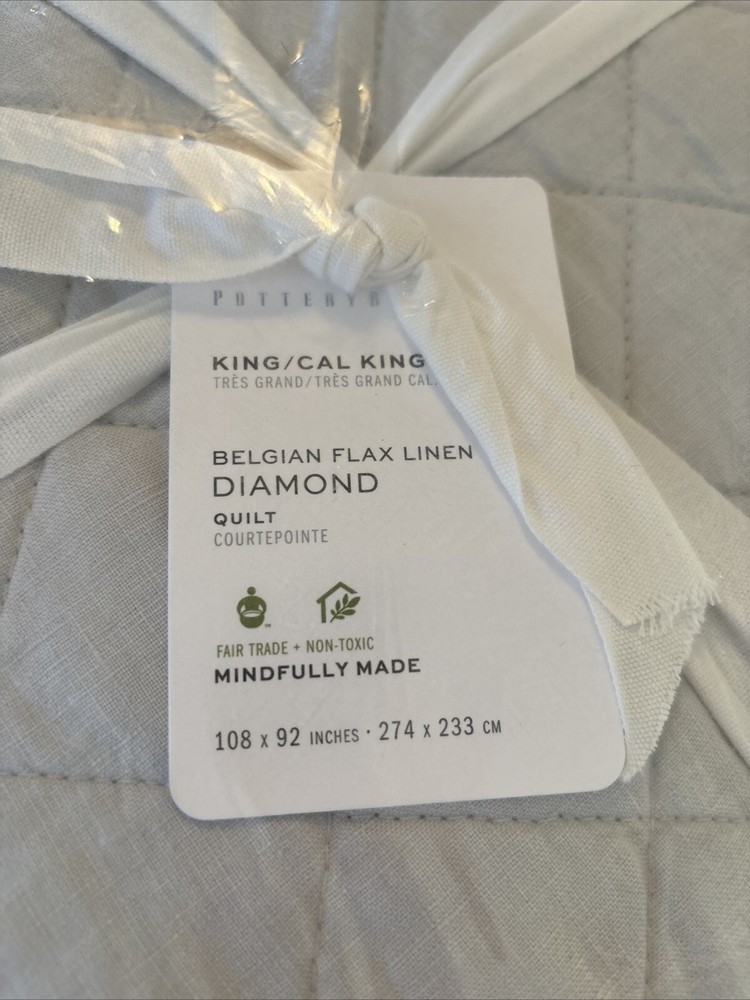 POTTERYB
KING/CAL KING
TRÈS GRAND/TRÈS GRAND CAL.
BELGIAN FLAX LINEN
DIAMOND
QUILT
COURTEPOINTE
FAIR TRADE + NON-TOXIC
MINDFULLY MADE
108 x 92 INCHES · 274 x 233 CM